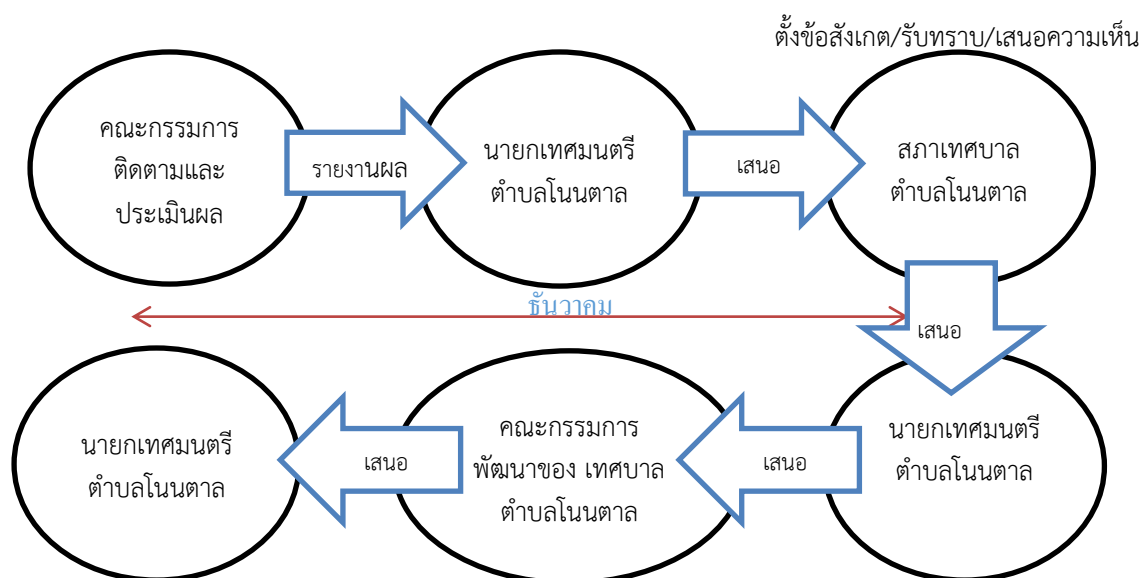 ตั้งข้อสังเกต/รับทราบ/เสนอความเห็น
คณะกรรมการ
ติดตามและ
ประเมินผล
รายงานผล
นายกเทศมนตรี
ตำบลโนนตาล
เสนอ
สภาเทศบาล
ตำบลโนนตาล
ธันวาคม
เสนอ
นายกเทศมนตรี
ตำบลโนนตาล
เสนอ
คณะกรรมการ
พัฒนาของ เทศบาล
ตำบลโนนตาล
เสนอ
นายกเทศมนตรี
ตำบลโนนตาล